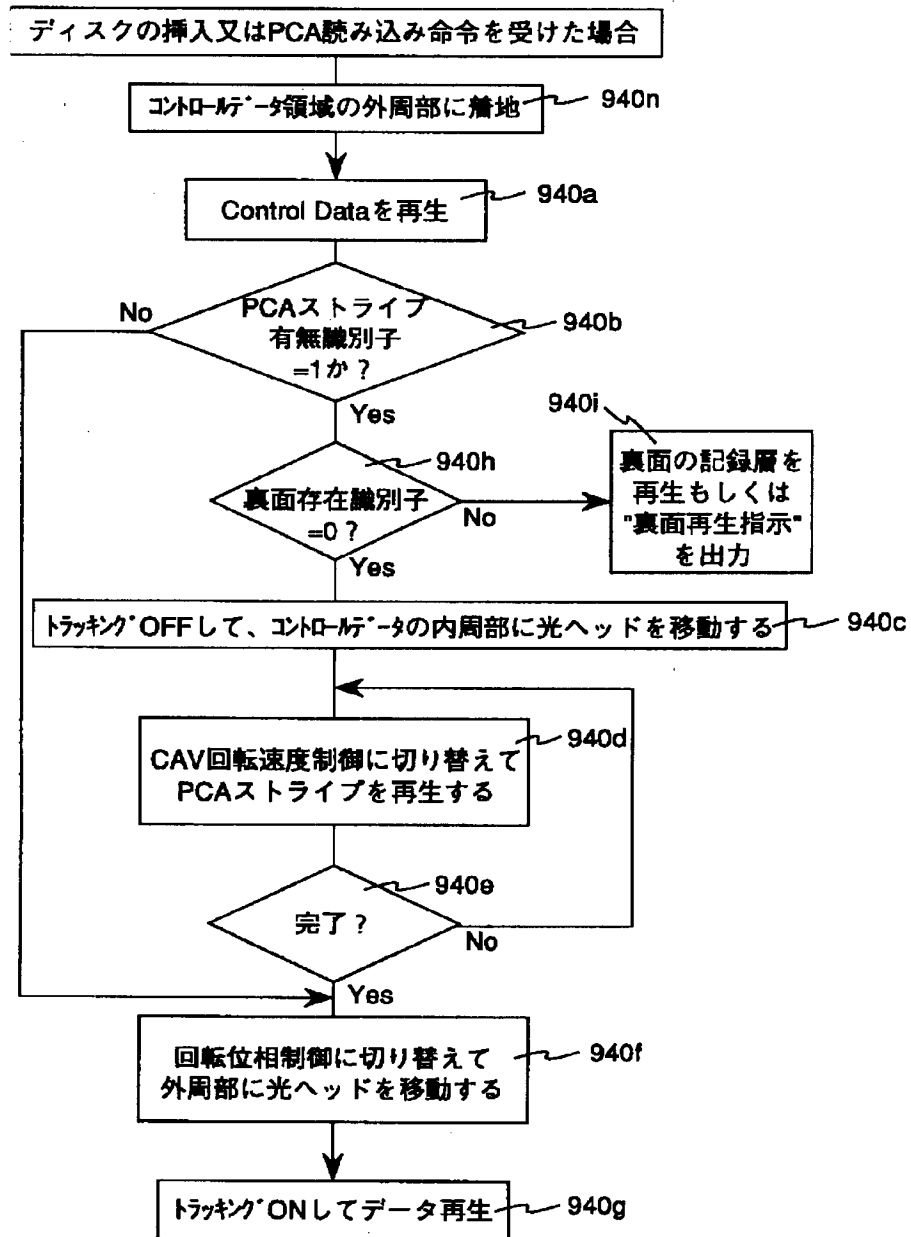 ディスクの挿入又はPCA読み込み命令を受けた場合
コントロールデータ領域の外周部に着地
940n
Control Dataを再生
940a
No
PCAストライプ
有無識別子
=1か？
940b
Yes
940i
裏面の記録層を
再生もしくは
"裏面再生指示"
を出力
940h
裏面存在識別子
=0？
No
Yes
トラッキングOFFして、コントロールデータの内周部に光ヘッドを移動する
940c
CAV回転速度制御に切り替えて
PCAストライプを再生する
940d
940e
完了？
No
Yes
回転位相制御に切り替えて
外周部に光ヘッドを移動する
940f
トラッキングONしてデータ再生
940g